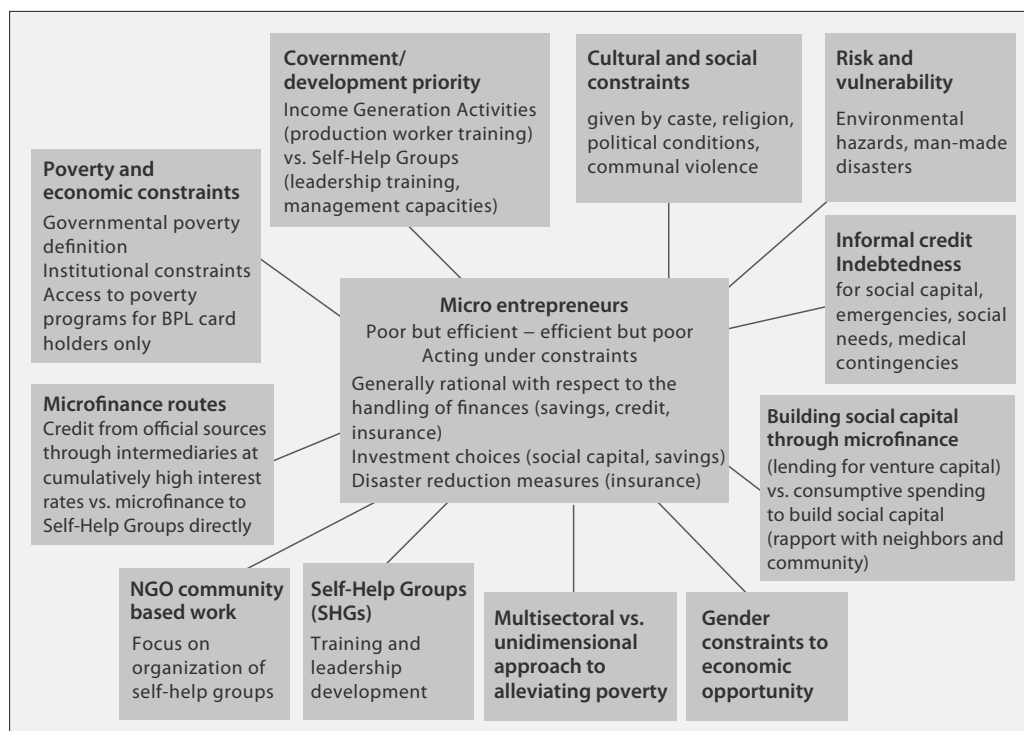 Covernment/
development priority
Income Generation Activities
(production worker training)
vs. Self-Help Groups
(leadership training,
management capacities)
Cultural and social
constraints
given by caste, religion,
political conditions,
communal violence
Risk and
vulnerability
Environmental
hazards, man-made
disasters
Poverty and
economic constraints
Governmental poverty
definition
Institutional constraints
Access to poverty
programs for BPL card
holders only
Informal credit
Indebtedness
for social capital,
emergencies, social
needs, medical
contingencies
Micro entrepreneurs
Poor but efficient – efficient but poor
Acting under constraints
Generally rational with respect to the
handling of finances (savings, credit,
insurance)
Investment choices (social capital, savings)
Disaster reduction measures (insurance)
Microfinance routes
Credit from official sources
through intermediaries at
cumulatively high interest
rates vs. microfinance to
Self-Help Groups directly
Building social capital
through microfinance
(lending for venture capital)
vs. consumptive spending
to build social capital
(rapport with neighbors and
community)
NGO community
based work
Focus on
organization of
self-help groups
Self-Help Groups
(SHGs)
Training and
leadership
development
Multisectoral vs.
unidimensional
approach to
alleviating poverty
Gender
constraints to
economic
opportunity